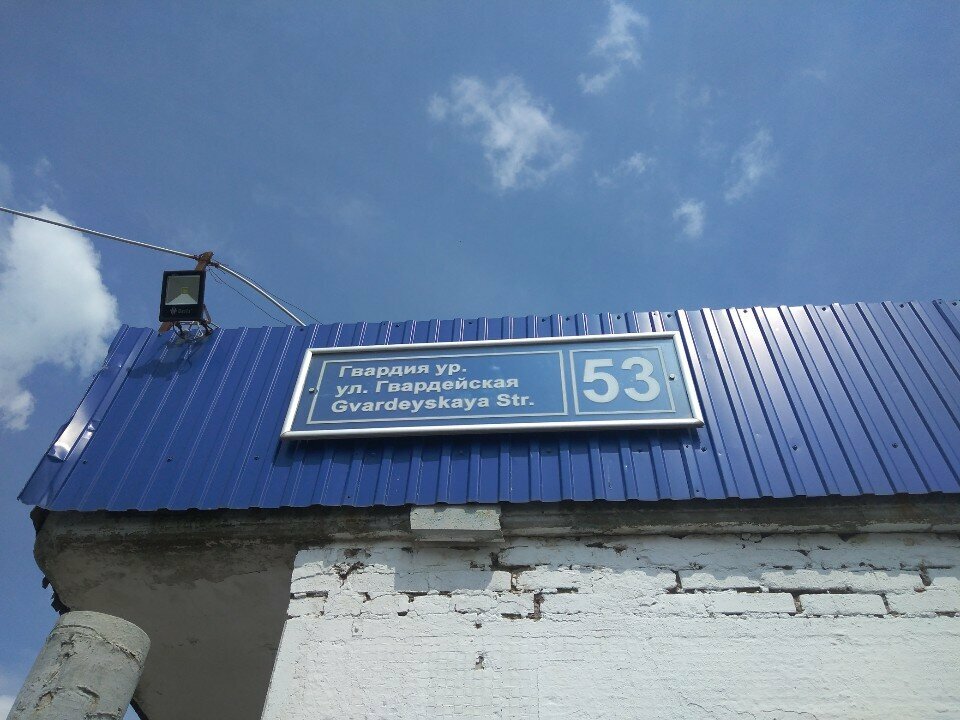 Гвардия ур.
ул. Гвардейская
Gvardeyskaya Str.
53